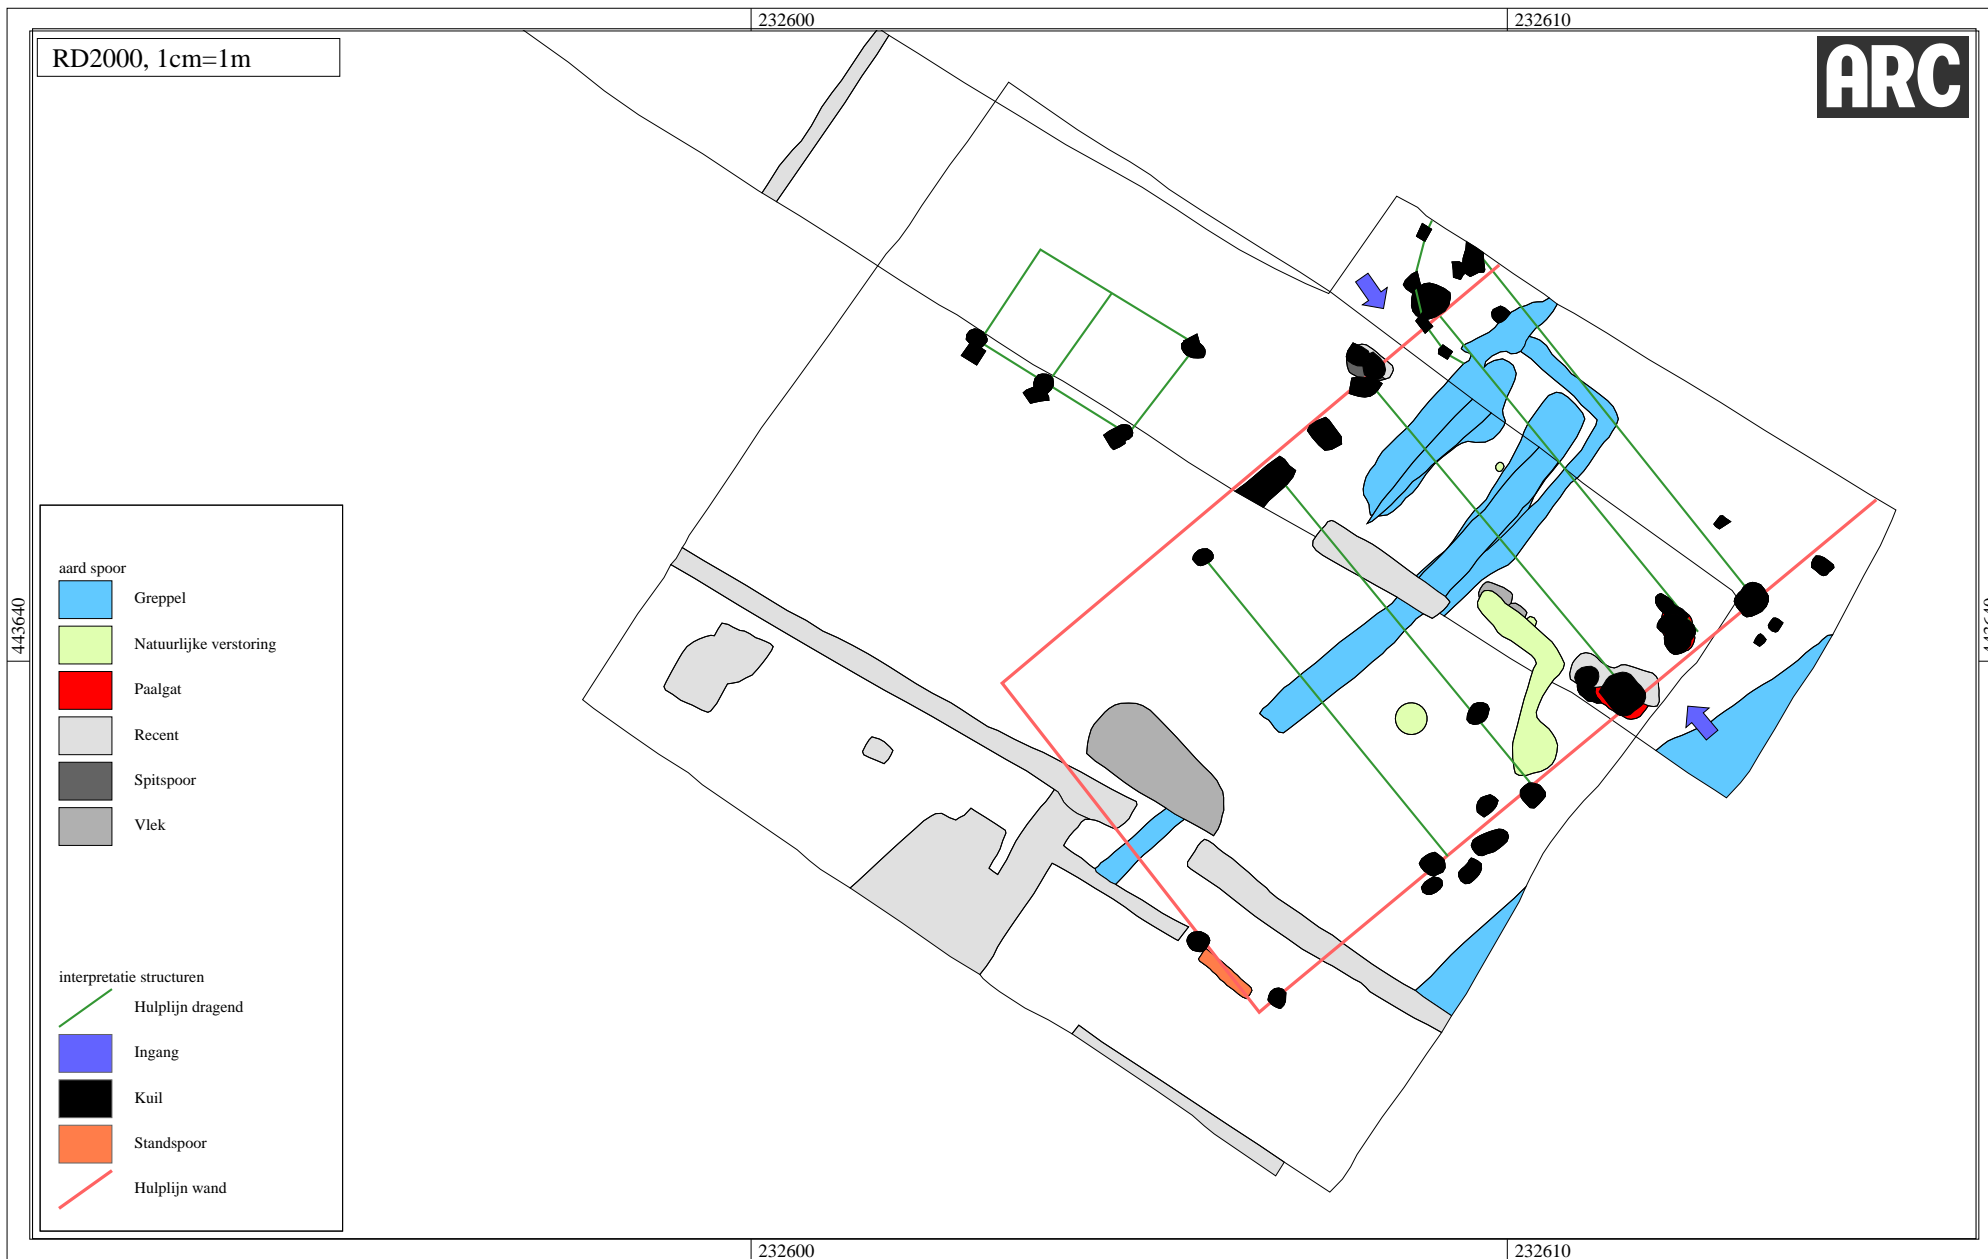 232600
232610
RD2000, 1cm=1m
ARC
443640
443640
aard spoor
Greppel
Natuurlijke verstoring
Paalgat
Recent
Spitspoor
Vlek
interpretatie structuren
Hulplijn dragend
Ingang
Kuil
Standspoor
Hulplijn wand
232600
232610